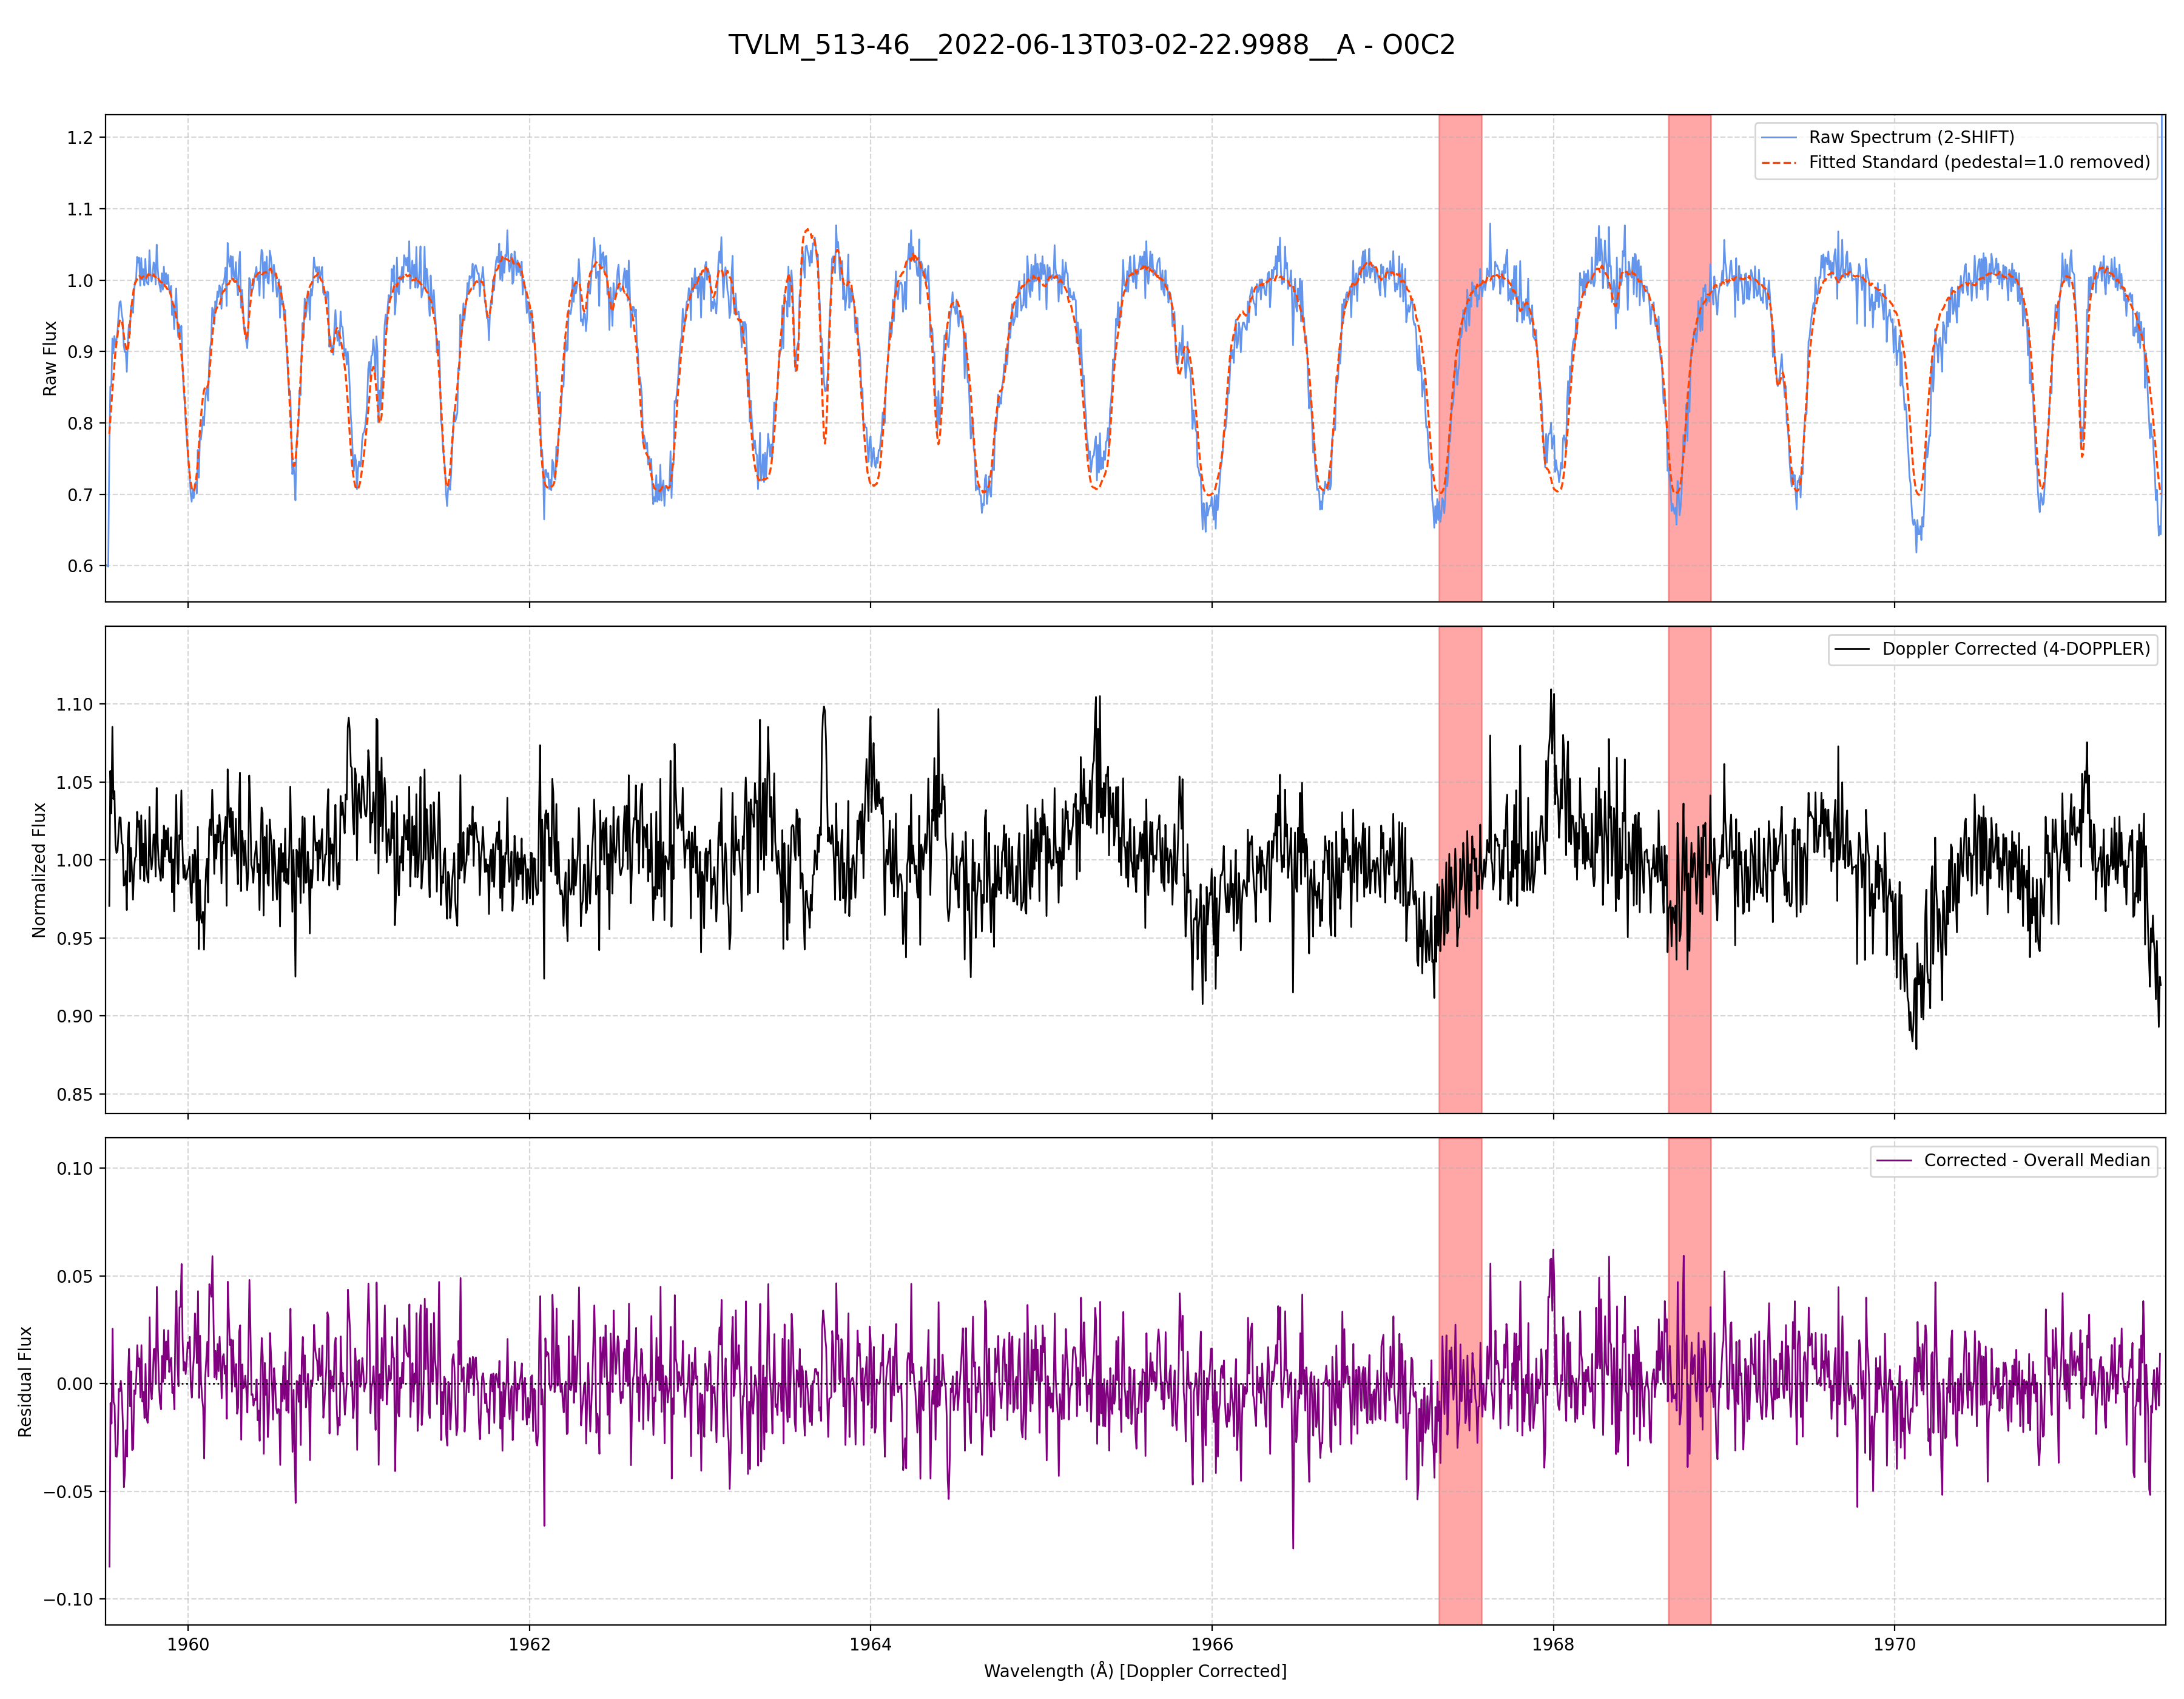 TVLM_513-46__2022-06-13T03-02-22.9988__A - O0C2
Raw Flux
1.2
1.1
1.0
0.9
0.8
0.7
0.6
Raw Spectrum (2-SHIFT)
Fitted Standard (pedestal=1.0 removed)
Normalized Flux
1.10
1.05
1.00
0.95
0.90
0.85
Doppler Corrected (4-DOPPLER)
Residual Flux
0.10
0.05
0.00
−0.05
−0.10
Corrected - Overall Median
1960
1962
1964
1966
1968
1970
Wavelength (Å) [Doppler Corrected]